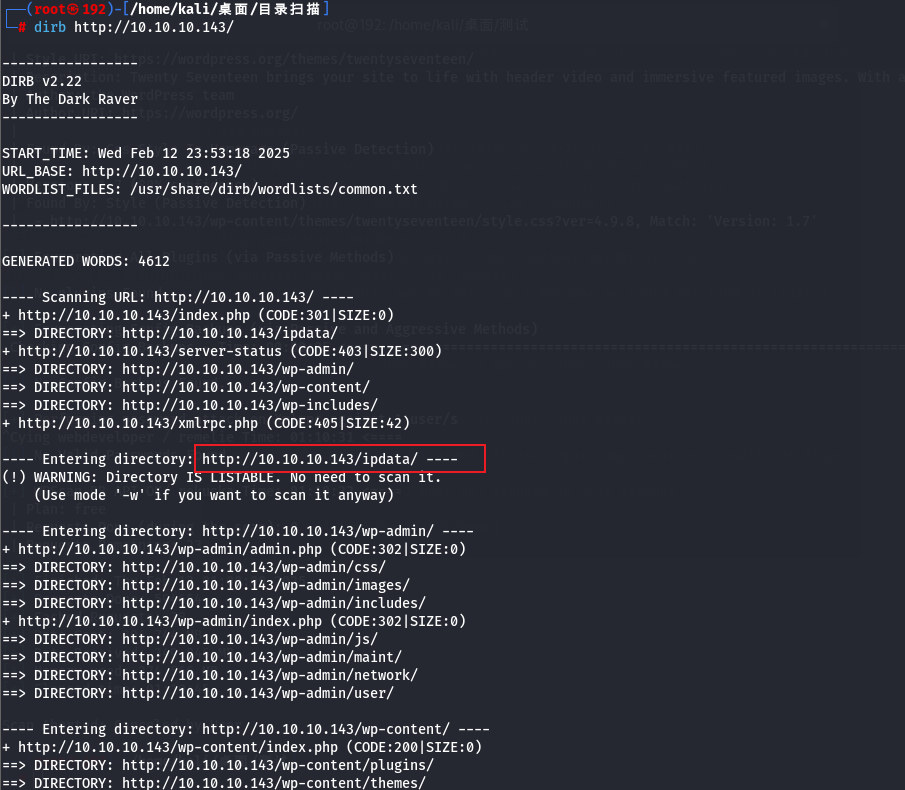 ┌──(root㉿192)-[/home/kali/桌面/目录扫描]
└─# dirb http://10.10.10.143/
root@192: /home/kali/桌面/测试
-----------------
DIRB v2.22
By The Dark Raver
-----------------
START_TIME: Wed Feb 12 23:53:18 2025
URL_BASE: http://10.10.10.143/
WORDLIST_FILES: /usr/share/dirb/wordlists/common.txt
-----------------
GENERATED WORDS: 4612
---- Scanning URL: http://10.10.10.143/ ----
+ http://10.10.10.143/index.php (CODE:301|SIZE:0)
==> DIRECTORY: http://10.10.10.143/ipdata/
+ http://10.10.10.143/server-status (CODE:403|SIZE:300)
==> DIRECTORY: http://10.10.10.143/wp-admin/
==> DIRECTORY: http://10.10.10.143/wp-content/
==> DIRECTORY: http://10.10.10.143/wp-includes/
+ http://10.10.10.143/xmlrpc.php (CODE:405|SIZE:42)
---- Entering directory: http://10.10.10.143/ipdata/ ----
(!) WARNING: Directory IS LISTABLE. No need to scan it.
(Use mode '-w' if you want to scan it anyway)
---- Entering directory: http://10.10.10.143/wp-admin/ ----
+ http://10.10.10.143/wp-admin/admin.php (CODE:302|SIZE:0)
==> DIRECTORY: http://10.10.10.143/wp-admin/css/
==> DIRECTORY: http://10.10.10.143/wp-admin/images/
==> DIRECTORY: http://10.10.10.143/wp-admin/includes/
+ http://10.10.10.143/wp-admin/index.php (CODE:302|SIZE:0)
==> DIRECTORY: http://10.10.10.143/wp-admin/js/
==> DIRECTORY: http://10.10.10.143/wp-admin/maint/
==> DIRECTORY: http://10.10.10.143/wp-admin/network/
==> DIRECTORY: http://10.10.10.143/wp-admin/user/
---- Entering directory: http://10.10.10.143/wp-content/ ----
+ http://10.10.10.143/wp-content/index.php (CODE:200|SIZE:0)
==> DIRECTORY: http://10.10.10.143/wp-content/plugins/
==> DIRECTORY: http://10.10.10.143/wp-content/themes/